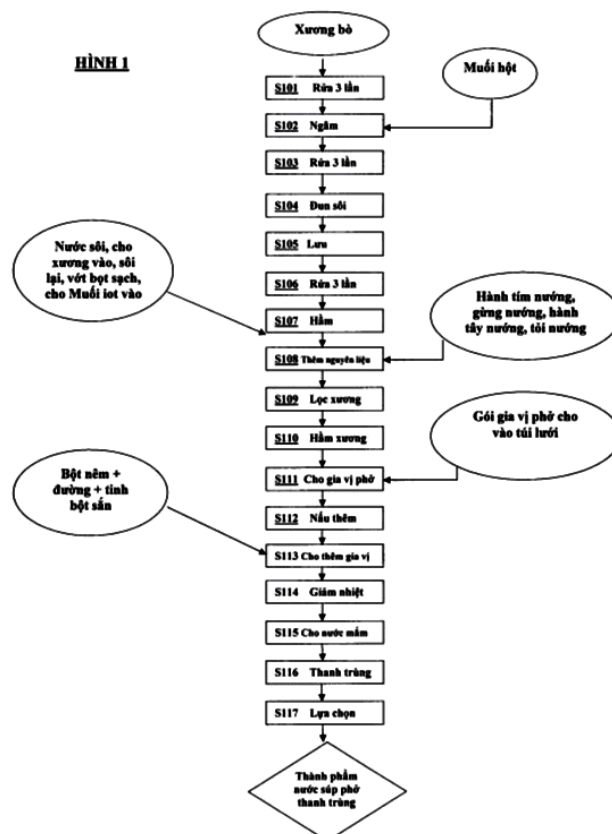 Xương bò
HÌNH 1
Muối hột
S101 Rửa 3 lần
S102 Ngâm
S103 Rửa 3 lần
S104 Đun sôi
S105 Lưu
S106 Rửa 3 lần
S107 Hầm
S108 Thêm nguyên liệu
S109 Lọc xương
S110 Hầm xương
S111 Cho gia vị phở
S112 Nấu thêm
S113 Cho thêm gia vị
S114 Giảm nhiệt
S115 Cho nước mắm
S116 Thanh trùng
S117 Lựa chọn
Nước sôi, cho
xương vào, sôi
lại, vớt bọt sạch,
cho Muối iot vào
Hành tím nướng,
gừng nướng, hành
tây nướng, tỏi nướng
Gói gia vị phở cho
vào túi lưới
Bột nêm +
đường + tinh
bột sắn
Thành phẩm
nước súp phở
thanh trùng